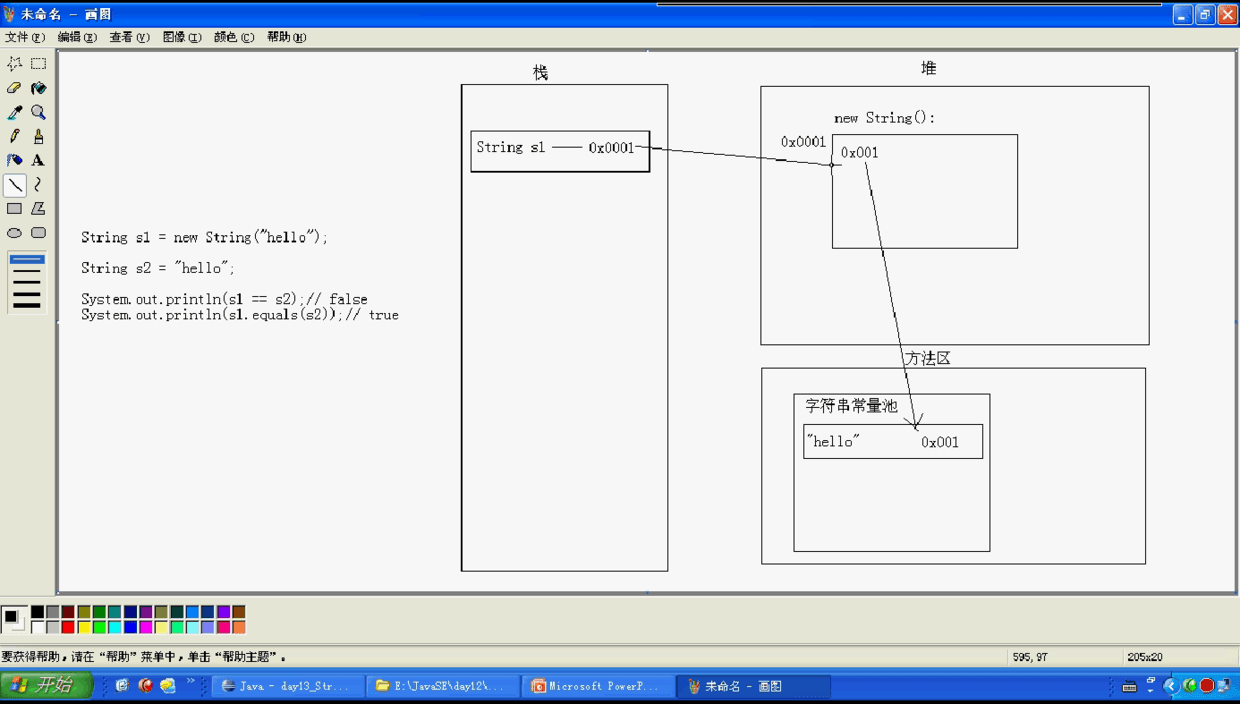 未命名 - 画图
文件(F) 编辑(E) 查看(V) 图像(I) 颜色(C) 帮助(H)
栈
堆
new String():
String s1 —— 0x0001
0x0001
0x001
String s1 = new String("hello");
String s2 = "hello";
System.out.println(s1 == s2);// false
System.out.println(s1.equals(s2));// true
方法区
字符串常量池
"hello" 0x001
要获得帮助，请在“帮助”菜单中，单击“帮助主题”。
595,97
205x20
开始
Java - day13_Str...
E:\JavaSE\day12\...
Microsoft PowerP...
未命名 - 画图